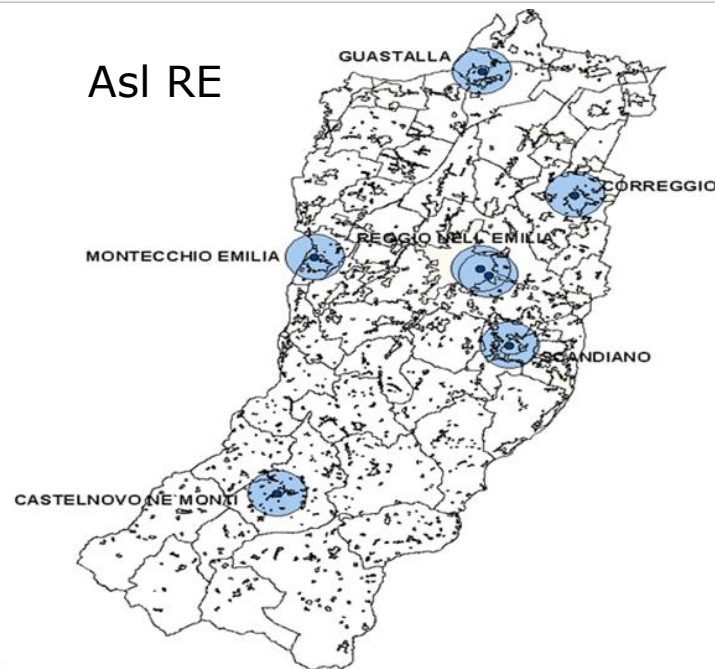 GUASTALLA
Asl RE
CORREGGIO
REGGIO NELL'EMILIA
MONTECCHIO EMILIA
SCANDIANO
CASTELNOVO NE'MONTI